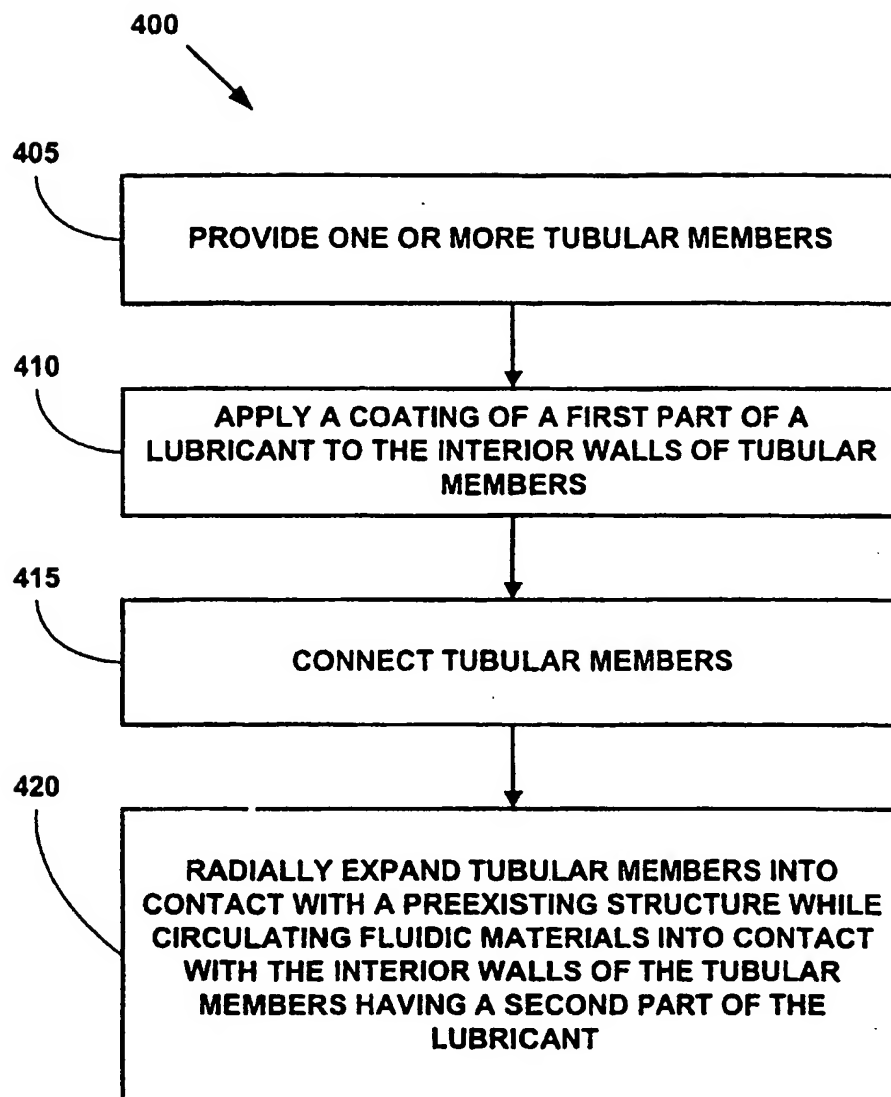 400
405
PROVIDE ONE OR MORE TUBULAR MEMBERS
410
APPLY A COATING OF A FIRST PART OF A
LUBRICANT TO THE INTERIOR WALLS OF TUBULAR
MEMBERS
415
CONNECT TUBULAR MEMBERS
420
RADIALLY EXPAND TUBULAR MEMBERS INTO
CONTACT WITH A PREEXISTING STRUCTURE WHILE
CIRCULATING FLUIDIC MATERIALS INTO CONTACT
WITH THE INTERIOR WALLS OF THE TUBULAR
MEMBERS HAVING A SECOND PART OF THE
LUBRICANT